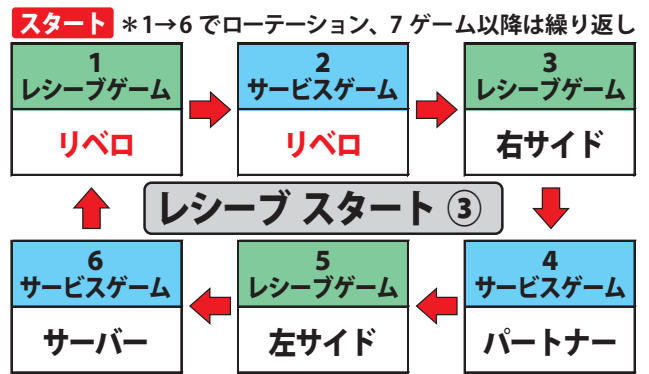 スタート ＊1→6 でローテーション、7 ゲーム以降は繰り返し
1
レシーブゲーム
リベロ
2
サービスゲーム
リベロ
3
レシーブゲーム
右サイド
レシーブ スタート ③
4
サービスゲーム
パートナー
5
レシーブゲーム
左サイド
6
サービスゲーム
サーバー